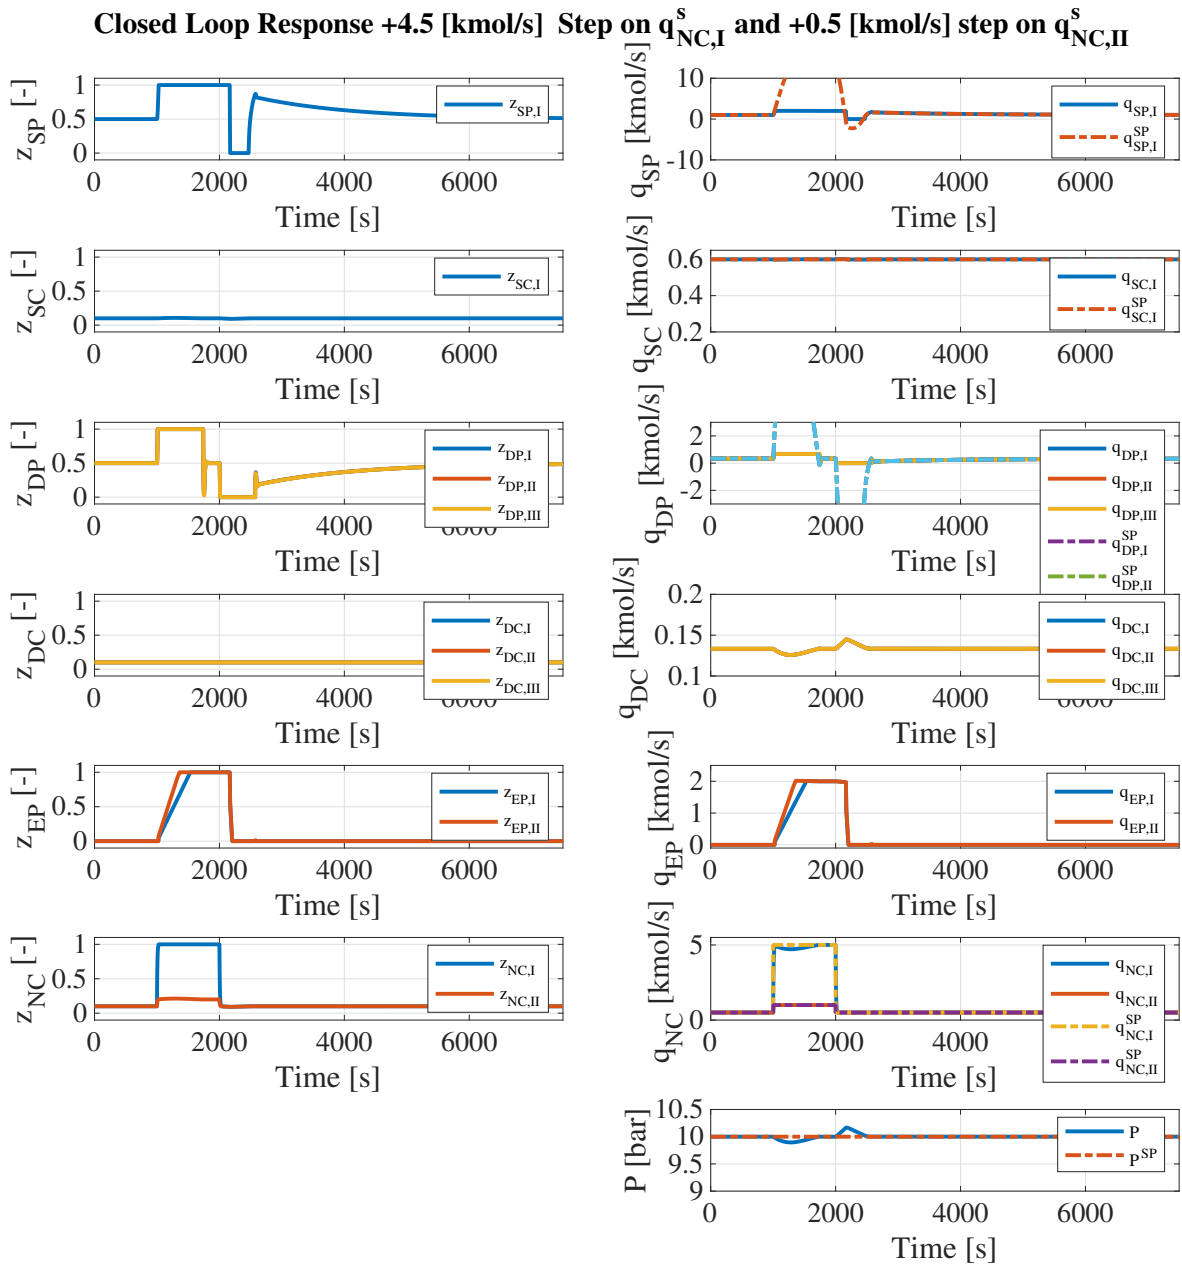 Closed Loop Response +4.5 [kmol/s] Step on q^s_NC,I and +0.5 [kmol/s] step on q^s_NC,II
z_SP [-]
1
0.5
0
0 2000 4000 6000
Time [s]
z_SP,I
q_SP [kmol/s]
10
0
-10
0 2000 4000 6000
Time [s]
q_SP,I
q^SP_SP,I
z_SC [-]
1
0.5
0
0 2000 4000 6000
Time [s]
z_SC,I
q_SC [kmol/s]
0.6
0.4
0.2
0 2000 4000 6000
Time [s]
q_SC,I
q^SP_SC,I
z_DP [-]
1
0.5
0
0 2000 4000 6000
Time [s]
z_DP,I
z_DP,II
z_DP,III
q_DP [kmol/s]
2
0
-2
0 2000 4000 6000
Time [s]
q_DP,I
q_DP,II
q_DP,III
q^SP_DP,I
q^SP_DP,II
z_DC [-]
1
0.5
0
0 2000 4000 6000
Time [s]
z_DC,I
z_DC,II
z_DC,III
q_DC [kmol/s]
0.2
0.15
0.1
0 2000 4000 6000
Time [s]
q_DC,I
q_DC,II
q_DC,III
z_EP [-]
1
0.5
0
0 2000 4000 6000
Time [s]
z_EP,I
z_EP,II
q_EP [kmol/s]
2
1
0
0 2000 4000 6000
Time [s]
q_EP,I
q_EP,II
z_NC [-]
1
0.5
0
0 2000 4000 6000
Time [s]
z_NC,I
z_NC,II
q_NC [kmol/s]
5
0
0 2000 4000 6000
Time [s]
q_NC,I
q_NC,II
q^SP_NC,I
q^SP_NC,II
P [bar]
10.5
10
9.5
9
0 2000 4000 6000
Time [s]
P
P^SP